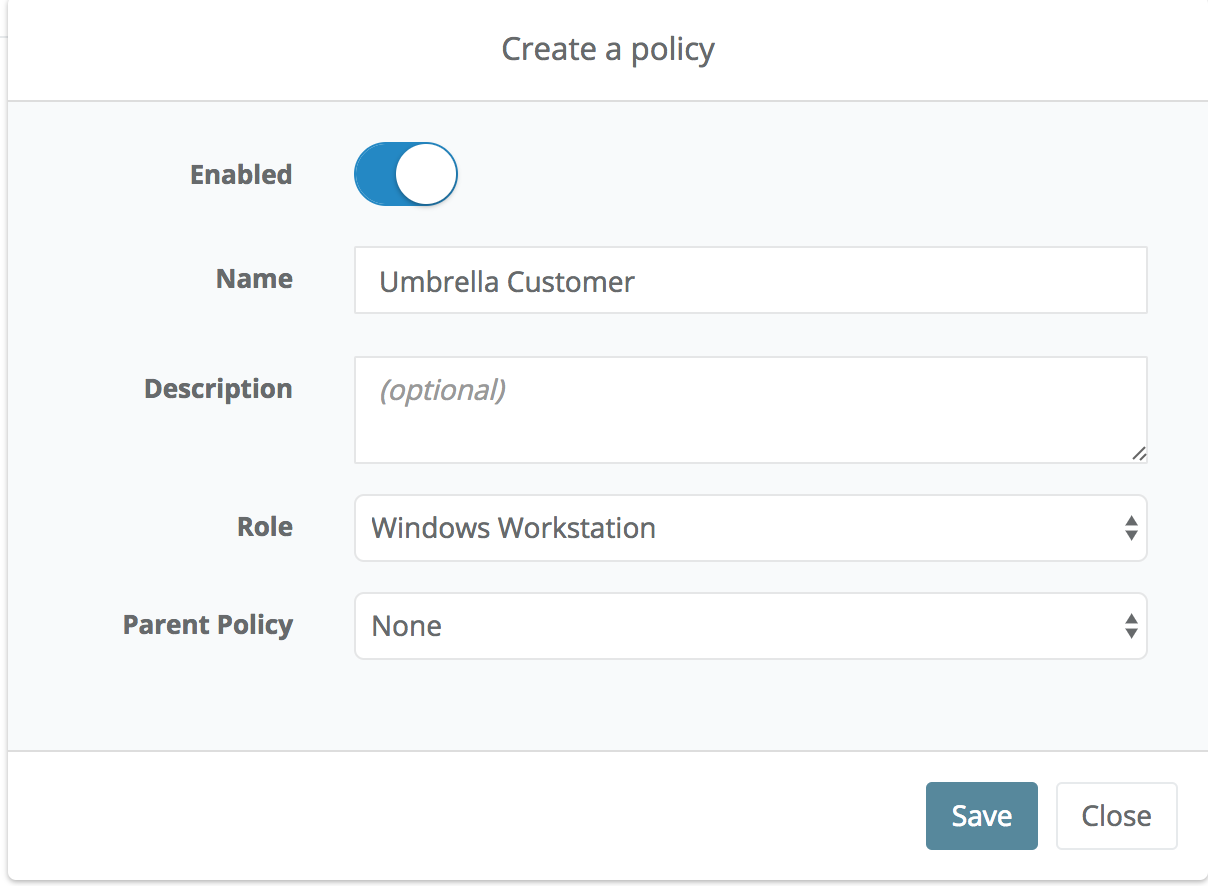 Create a policy
Enabled
Name Umbrella Customer
Description (optional)
Role Windows Workstation
Parent Policy None
Save Close